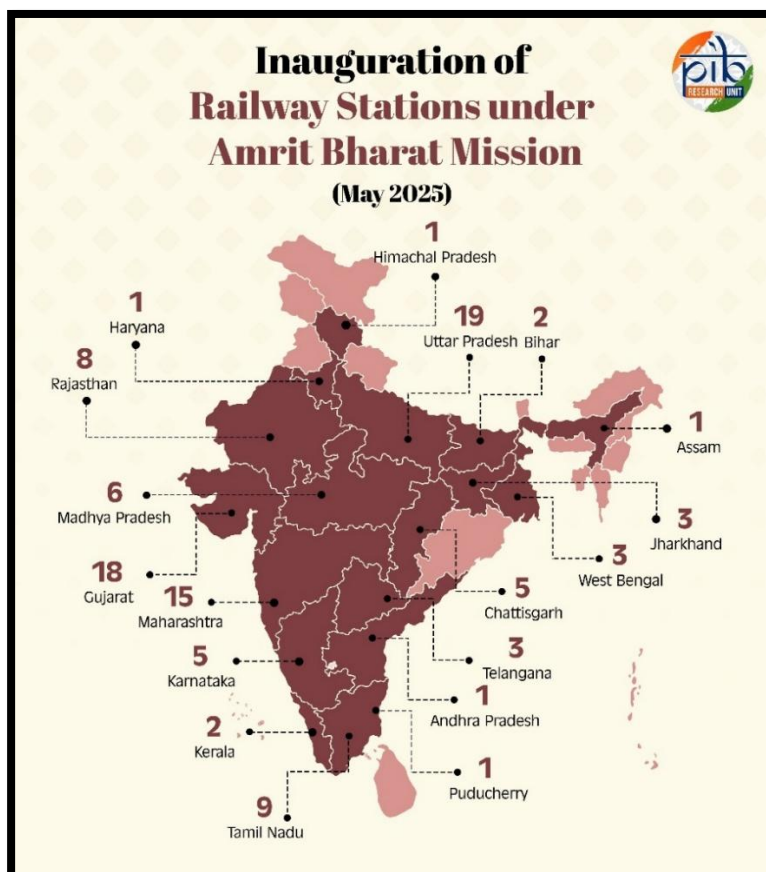 Inauguration of
Railway Stations under
Amrit Bharat Mission
(May 2025)
pib
RESEARCH UNIT
1
Himachal Pradesh
1
Haryana
19
Uttar Pradesh
2
Bihar
8
Rajasthan
1
Assam
6
Madhya Pradesh
3
Jharkhand
3
West Bengal
18
Gujarat
15
Maharashtra
5
Chattisgarh
5
Karnataka
3
Telangana
1
Andhra Pradesh
2
Kerala
1
Puducherry
9
Tamil Nadu